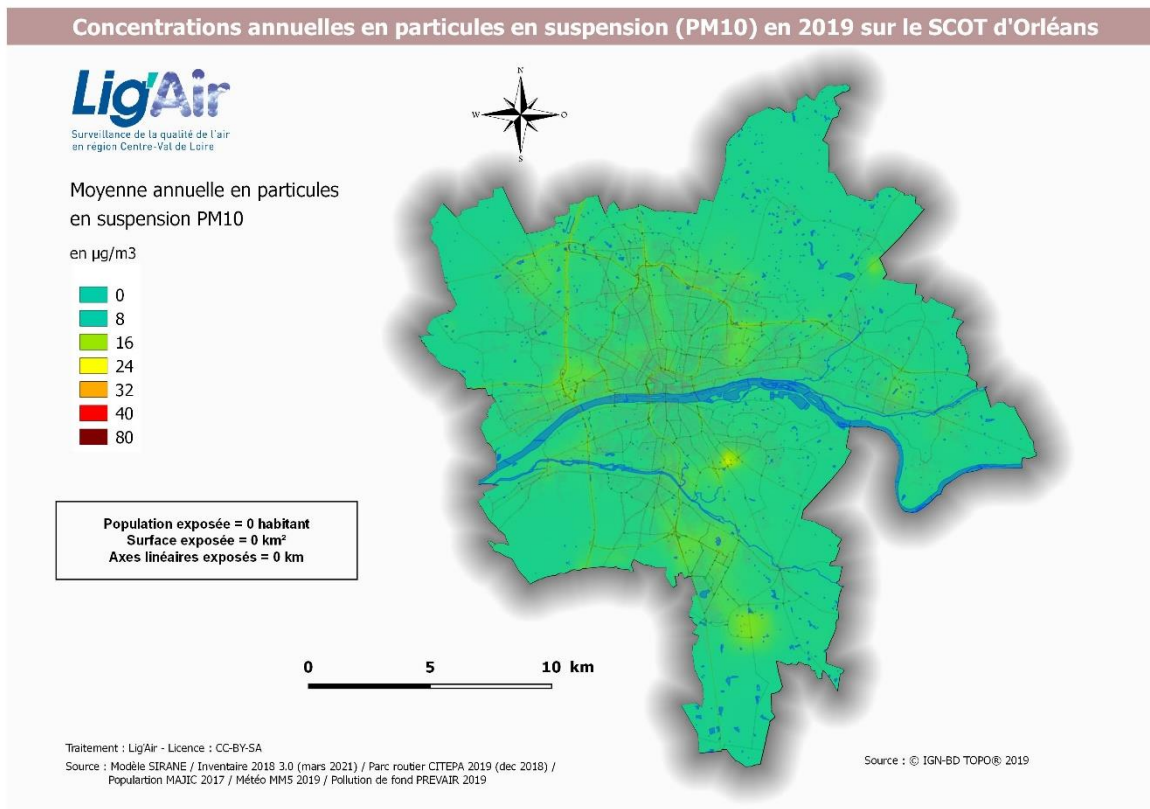 Concentrations annuelles en particules en suspension (PM10) en 2019 sur le SCOT d'Orléans
Lig'Air
Surveillance de la qualité de l'air
en région Centre-Val de Loire
N
W
O
S
Moyenne annuelle en particules
en suspension PM10
en µg/m3
0
8
16
24
32
40
80
Population exposée = 0 habitant
Surface exposée = 0 km²
Axes linéaires exposés = 0 km
0 5 10 km
Traitement : Lig'Air - Licence : CC-BY-SA
Source : Modèle SIRANE / Inventaire 2018 3.0 (mars 2021) / Parc routier CITEPA 2019 (dec 2018) /
Populartion MAJIC 2017 / Météo MM5 2019 / Pollution de fond PREVAIR 2019
Source : © IGN-BD TOPO® 2019